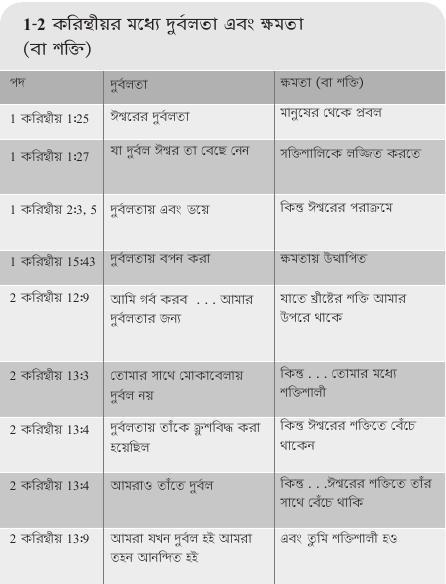 1-2 করিন্থীয়র মধ্যে দুর্বলতা এবং ক্ষমতা
(বা শক্তি)
পদ দুর্বলতা ক্ষমতা (বা শক্তি)
1 করিন্থীয় 1:25 ঈশ্বরের দুর্বলতা মানুষের থেকে প্রবল
1 করিন্থীয় 1:27 যা দুর্বল ঈশ্বর তা বেছে নেন সক্তিশালিকে লজ্জিত করতে
1 করিন্থীয় 2:3, 5 দুর্বলতায় এবং ভয়ে কিন্তু ঈশ্বরের পরাক্রমে
1 করিন্থীয় 15:43 দুর্বলতায় বপন করা ক্ষমতায় উত্থাপিত
2 করিন্থীয় 12:9 আমি গর্ব করব . . . আমার যাতে খ্রীষ্টের শক্তি আমার
দুর্বলতার জন্য উপরে থাকে
2 করিন্থীয় 13:3 তোমার সাথে মোকাবেলায় কিন্তু . . . তোমার মধ্যে
দুর্বল নয় শক্তিশালী
2 করিন্থীয় 13:4 দুর্বলতায় তাঁকে ক্রুশবিদ্ধ করা কিন্তু ঈশ্বরের শক্তিতে বেঁচে
হয়েছিল থাকেন
2 করিন্থীয় 13:4 আমরাও তাঁতে দুর্বল কিন্তু . . .ঈশ্বরের শক্তিতে তাঁর
সাথে বেঁচে থাকি
2 করিন্থীয় 13:9 আমরা যখন দুর্বল হই আমরা এবং তুমি শক্তিশালী হও
তহন আনন্দিত হই